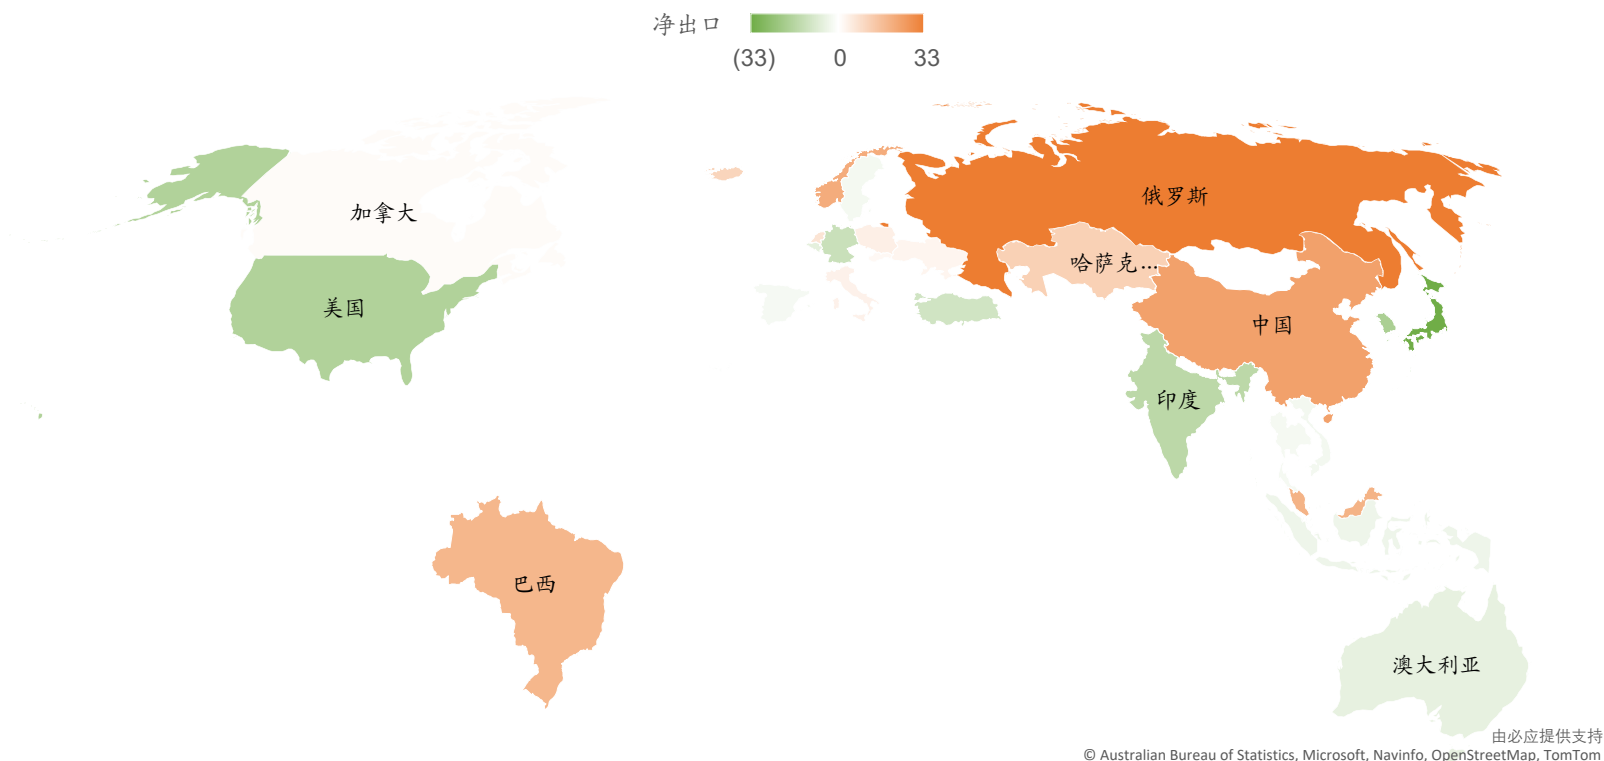 净出口
(33) 0 33
加拿大
俄罗斯
哈萨克...
美国
中国
印度
巴西
澳大利亚
由必应提供支持
© Australian Bureau of Statistics, Microsoft, Navinfo, OpenStreetMap, TomTom